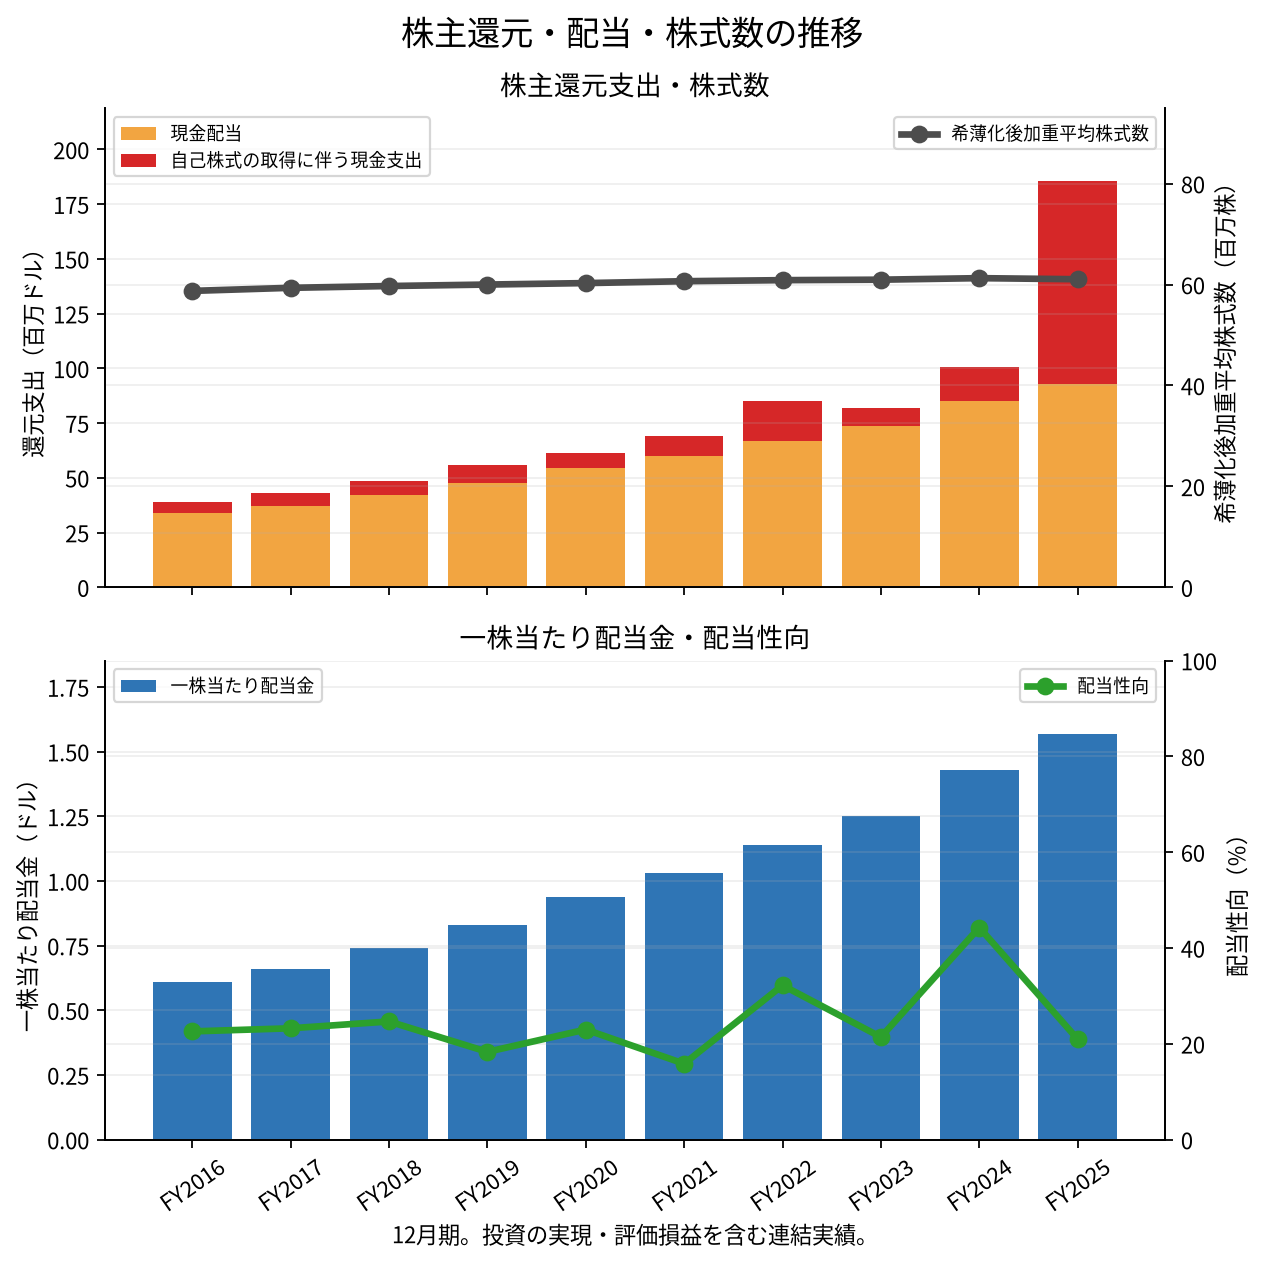 株主還元・配当・株式数の推移
株主還元支出・株式数
現金配当
自己株式の取得に伴う現金支出
希薄化後加重平均株式数
還元支出（百万ドル）
200
175
150
125
100
75
50
25
0
80
60
40
20
0
希薄化後加重平均株式数（百万株）
一株当たり配当金・配当性向
一株当たり配当金
配当性向
一株当たり配当金（ドル）
1.75
1.50
1.25
1.00
0.75
0.50
0.25
0.00
100
80
60
40
20
0
配当性向（%）
FY2016
FY2017
FY2018
FY2019
FY2020
FY2021
FY2022
FY2023
FY2024
FY2025
12月期。投資の実現・評価損益を含む連結実績。